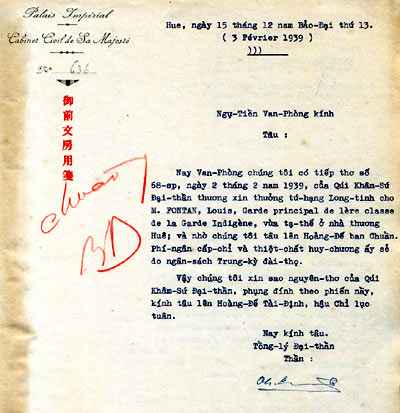 Palais Impérial
Cabinet Civil de Sa Majesté
No 636
御前文房用箋
Hue, ngày 15 tháng 12 nam Bảo-Đại thứ 13.
( 3 Février 1939 )
)))
Ngự-Tiền Van-Phòng kính
Tâu :
Nay Van-Phòng chúng tôi có tiếp thơ số
68-sp, ngày 2 tháng 2 năm 1939, của Quí Khâm-Sứ
Đại-thần thương xin thưởng tứ-hạng Long-tinh cho
M. FONTAN, Louis, Garde principal de 1ère classe
de la Garde Indigène, vừa tạ-thế ở nhà thương
Huế; và nhờ chúng tôi tâu lên Hoàng-Đế ban Chuẩn.
Phí-ngân cấp-chỉ và thiệt-chất huy-chương ấy sẽ
do ngân-sách Trung-kỳ đài-thọ.
Vậy chúng tôi xin sao nguyên-thơ của Quí
Khâm-Sứ Đại-thần, phụng đính theo phiến này,
kính tâu lên Hoàng-Đế Tài-Định, hậu Chỉ lục
tuân.
Nay kính tâu.
Tổng-lý Đại-thần
Thần :
chuẩn
BĐ